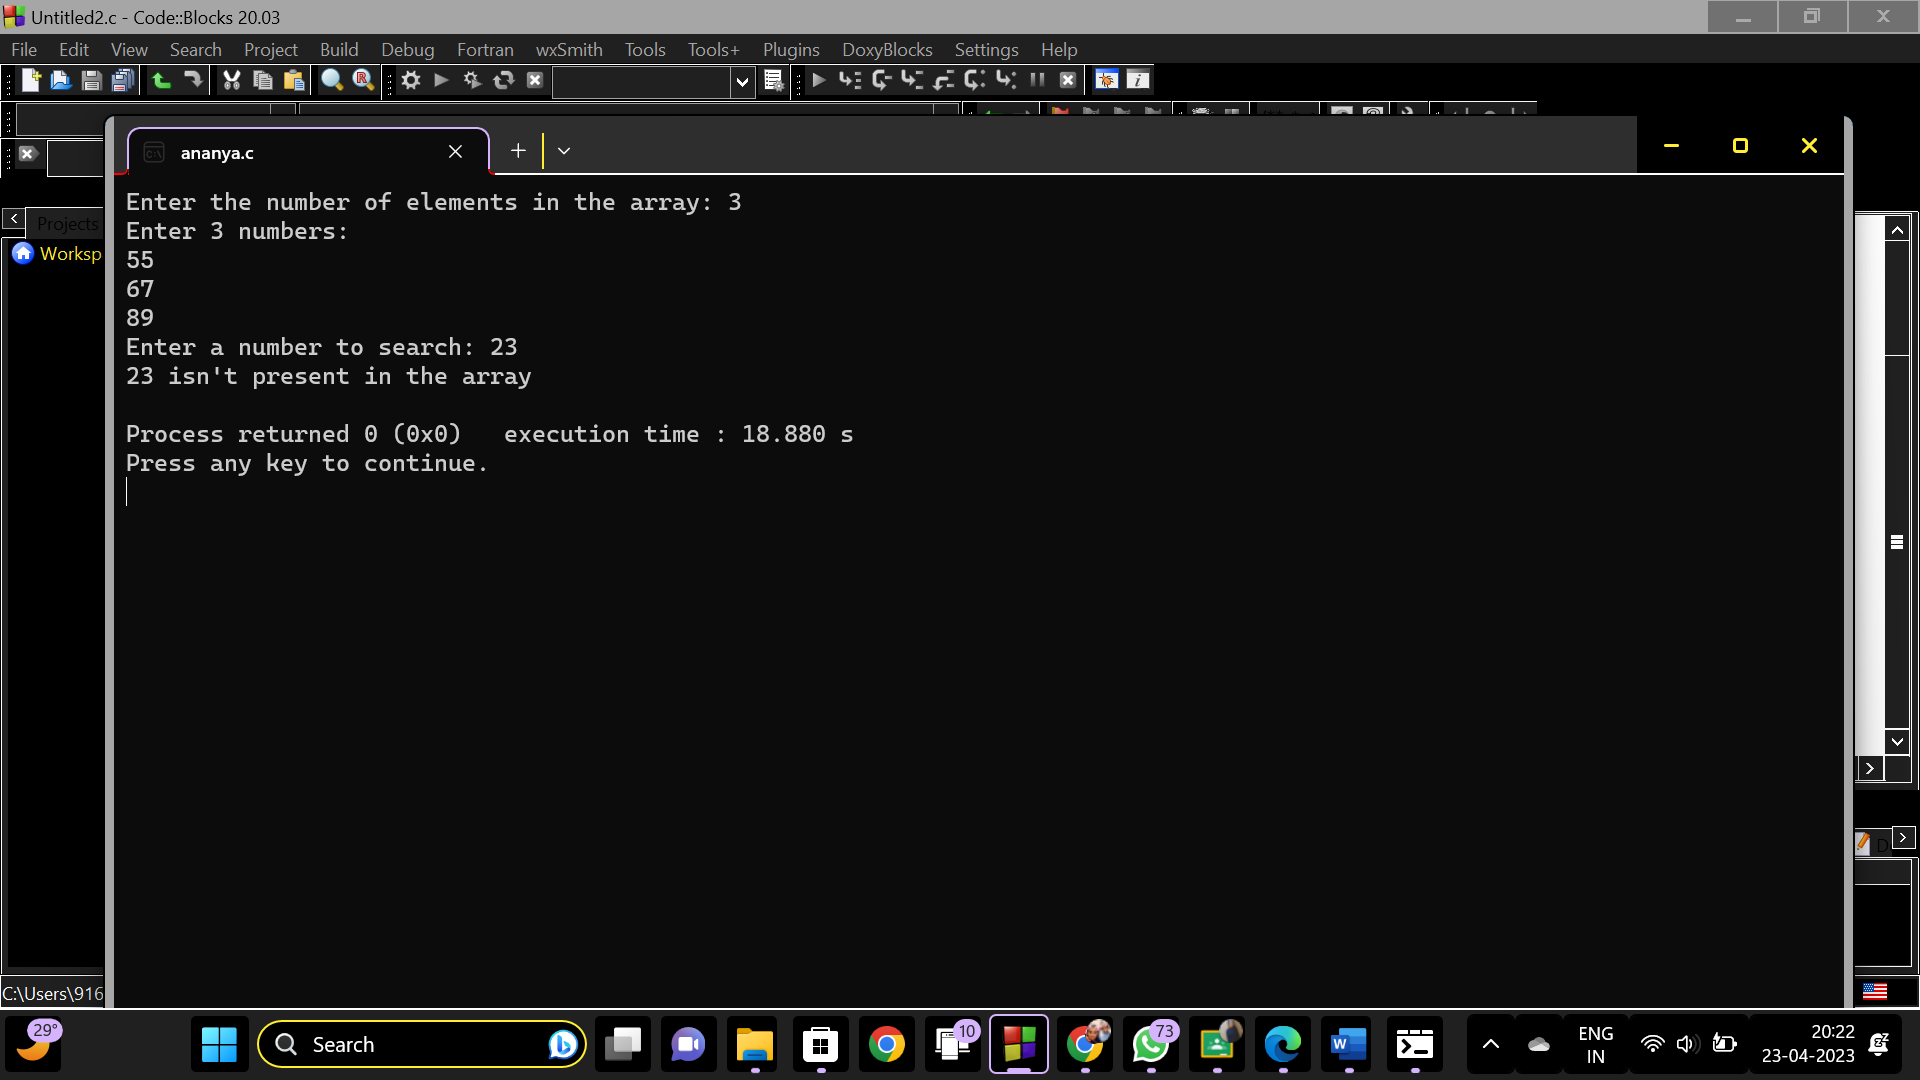 Untitled2.c - Code::Blocks 20.03
File Edit View Search Project Build Debug Fortran wxSmith Tools Tools+ Plugins DoxyBlocks Settings Help
ananya.c
Projects
Worksp
Enter the number of elements in the array: 3
Enter 3 numbers:
55
67
89
Enter a number to search: 23
23 isn't present in the array
Process returned 0 (0x0)   execution time : 18.880 s
Press any key to continue.
D
C:\Users\916
29°
Search
10
73
ENG
IN
20:22
23-04-2023